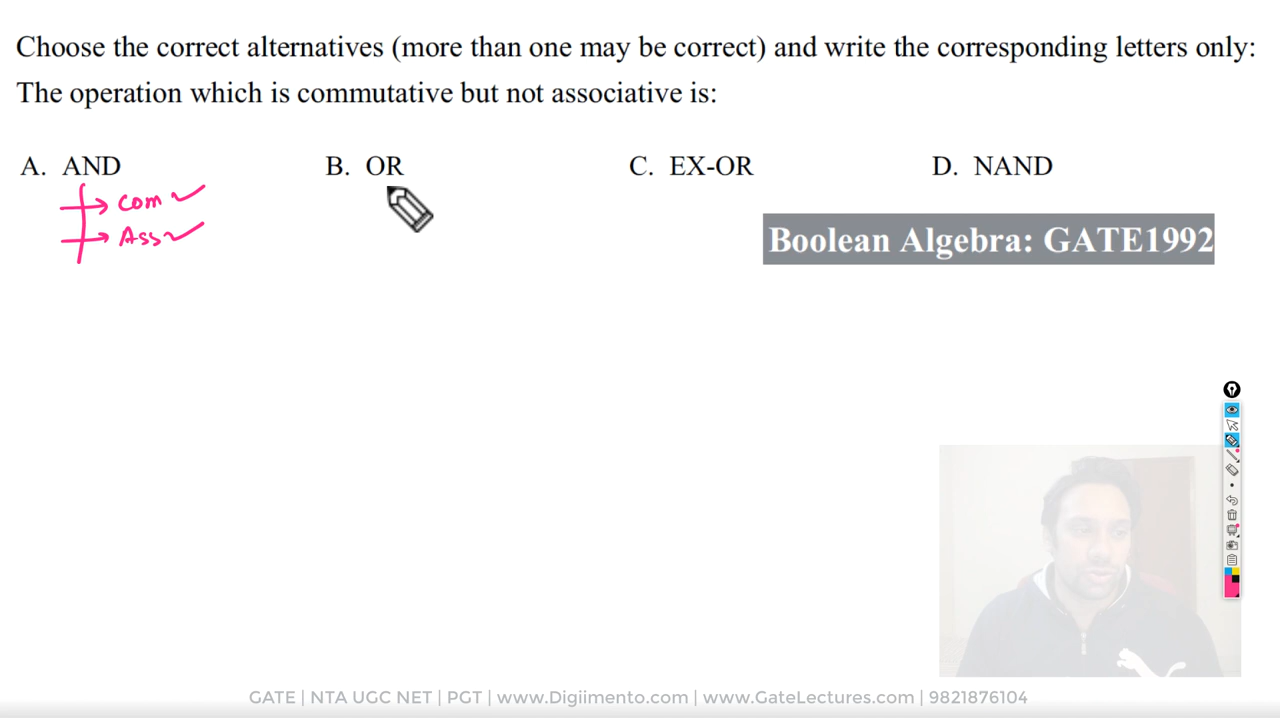 Choose the correct alternatives (more than one may be correct) and write the corresponding letters only:
The operation which is commutative but not associative is:
A. AND B. OR C. EX-OR D. NAND
com
Ass
Boolean Algebra: GATE1992
GATE | NTA UGC NET | PGT | www.Digiimento.com | www.GateLectures.com | 9821876104